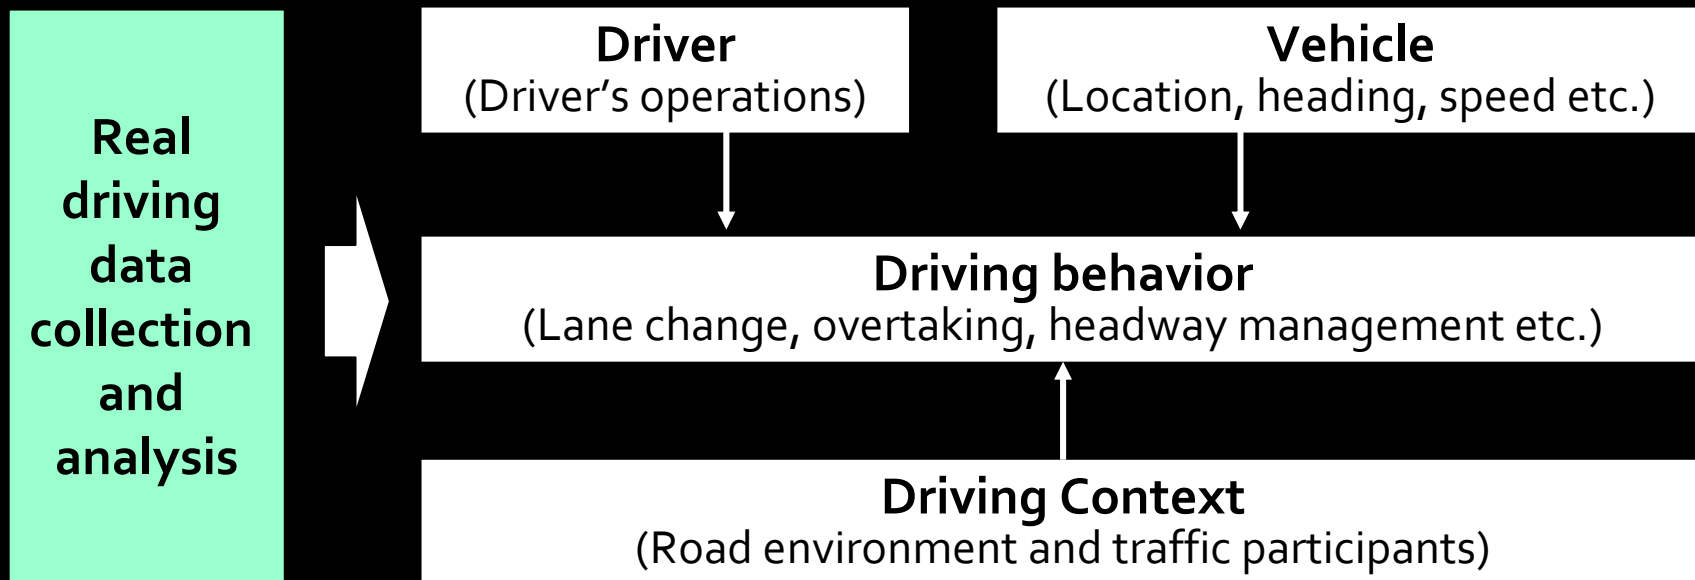 Real
driving
data
collection
and
analysis
Driver
(Driver’s operations)
Vehicle
(Location, heading, speed etc.)
Driving behavior
(Lane change, overtaking, headway management etc.)
Driving Context
(Road environment and traffic participants)